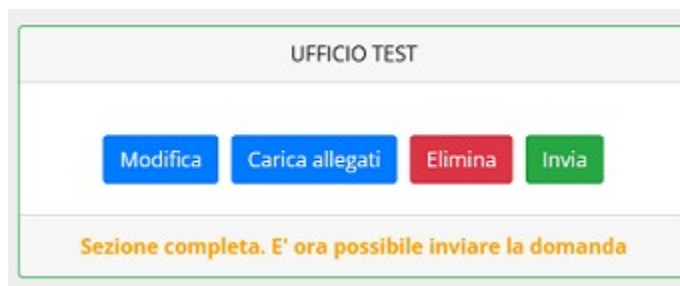 UFFICIO TEST
Modifica Carica allegati Elimina Invia
Sezione completa. E' ora possibile inviare la domanda